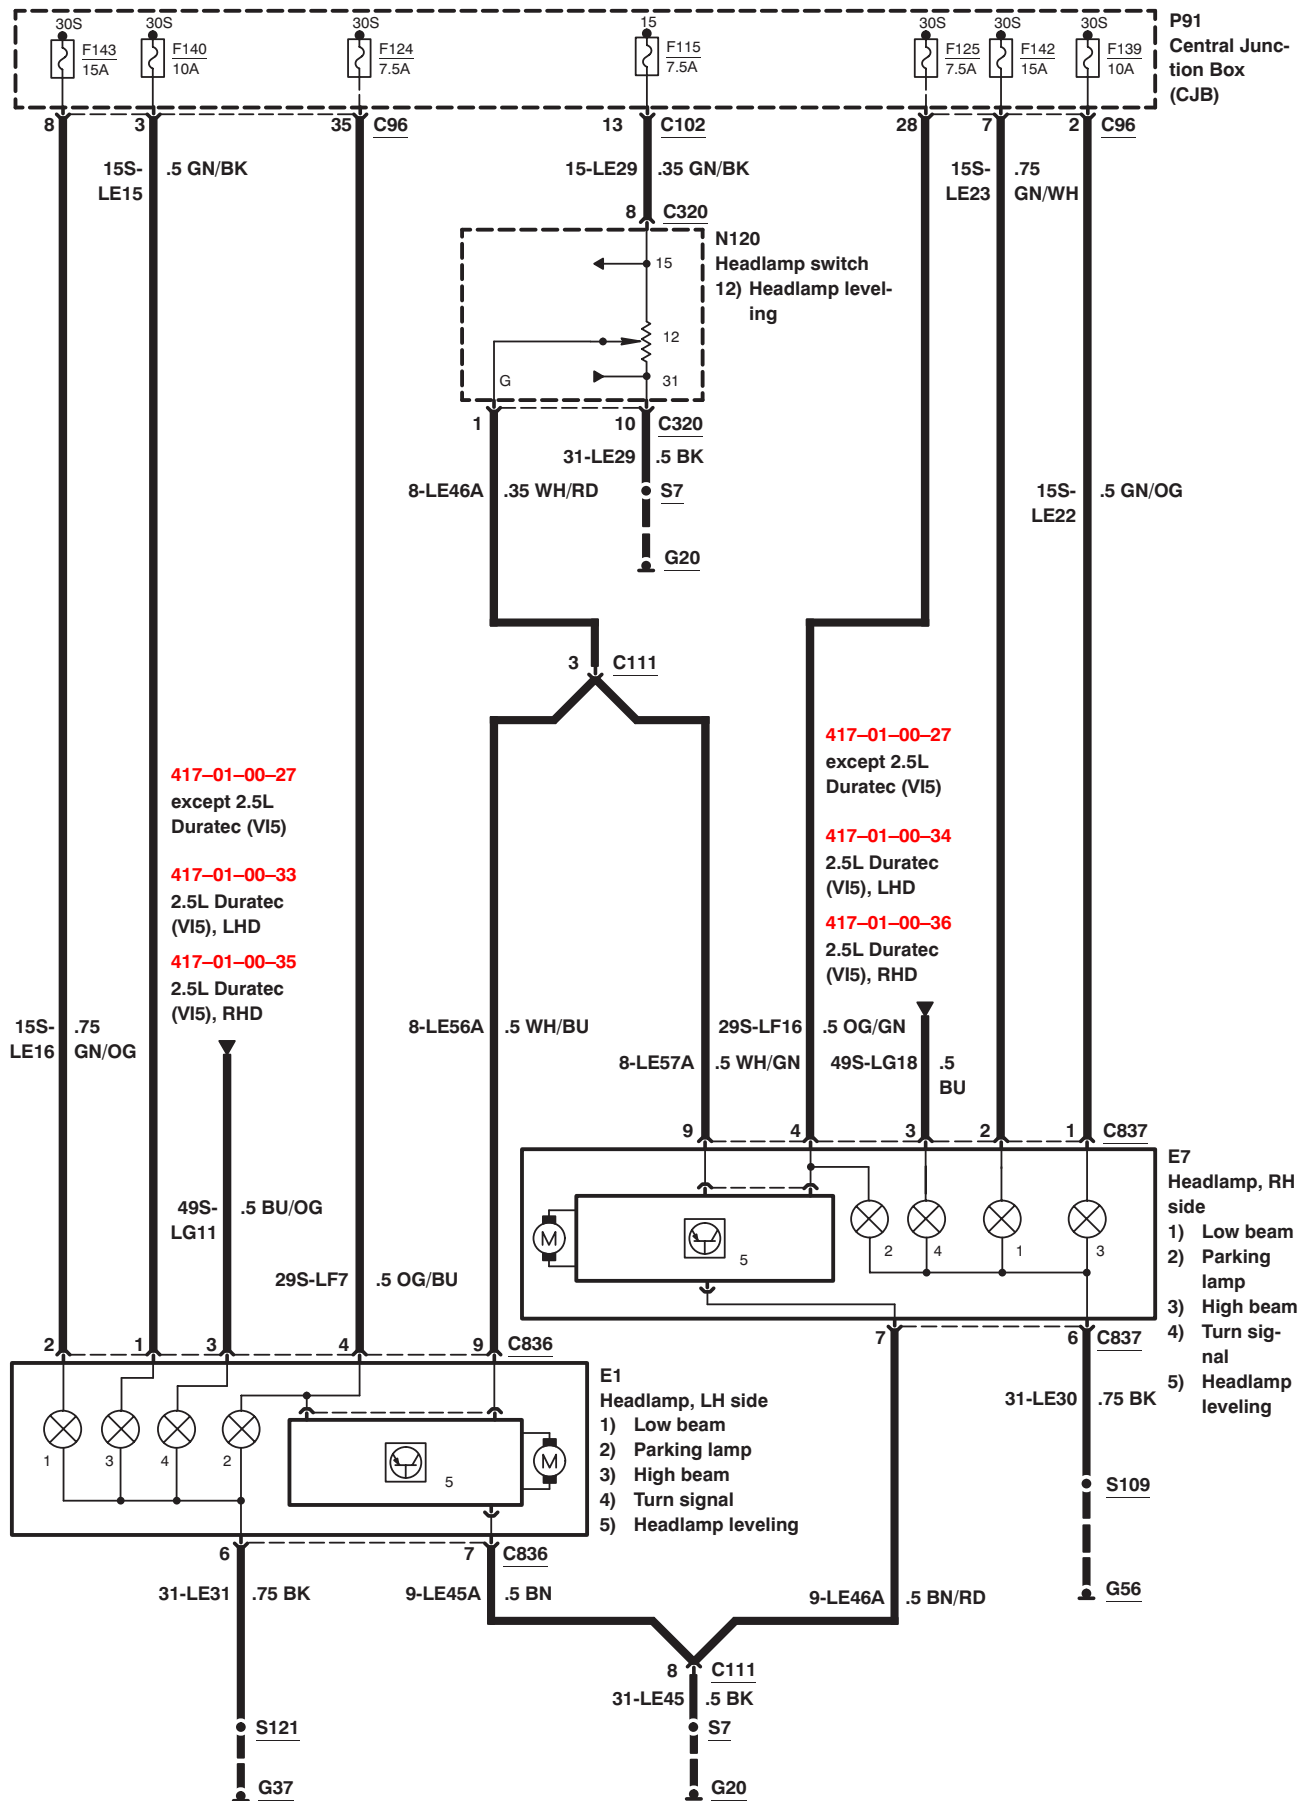 30S 30S 30S 15 30S 30S 30S
F143 F140 F124 F115 F125 F142 F139
15A 10A 7.5A 7.5A 7.5A 15A 10A
P91
Central Junc-
tion Box
(CJB)
8 3 35 C96 13 C102 28 7 2 C96
15S-
LE15
.5 GN/BK
15-LE29 .35 GN/BK
15S-
LE23
.75
GN/WH
8 C320
N120
Headlamp switch
12) Headlamp level-
ing
15
12
G 31
1 10 C320
31-LE29 .5 BK
8-LE46A .35 WH/RD
S7
G20
15S-
LE22
.5 GN/OG
3 C111
417–01–00–27
except 2.5L
Duratec (VI5)
417–01–00–33
2.5L Duratec
(VI5), LHD
417–01–00–35
2.5L Duratec
(VI5), RHD
417–01–00–27
except 2.5L
Duratec (VI5)
417–01–00–34
2.5L Duratec
(VI5), LHD
417–01–00–36
2.5L Duratec
(VI5), RHD
15S-
LE16
.75
GN/OG
8-LE56A .5 WH/BU
29S-LF16 .5 OG/GN
8-LE57A .5 WH/GN
49S-LG18 .5
BU
9 4 3 2 1 C837
E7
Headlamp, RH
side
1) Low beam
2) Parking
lamp
3) High beam
4) Turn sig-
nal
5) Headlamp
leveling
M 5 2 4 1 3
49S-
LG11
.5 BU/OG
29S-LF7 .5 OG/BU
7 6 C837
2 1 3 4 9 C836
E1
Headlamp, LH side
1) Low beam
2) Parking lamp
3) High beam
4) Turn signal
5) Headlamp leveling
1 3 4 2 5 M
31-LE30 .75 BK
S109
G56
6 7 C836
31-LE31 .75 BK
9-LE45A .5 BN
9-LE46A .5 BN/RD
8 C111
31-LE45 .5 BK
S121
S7
G37
G20